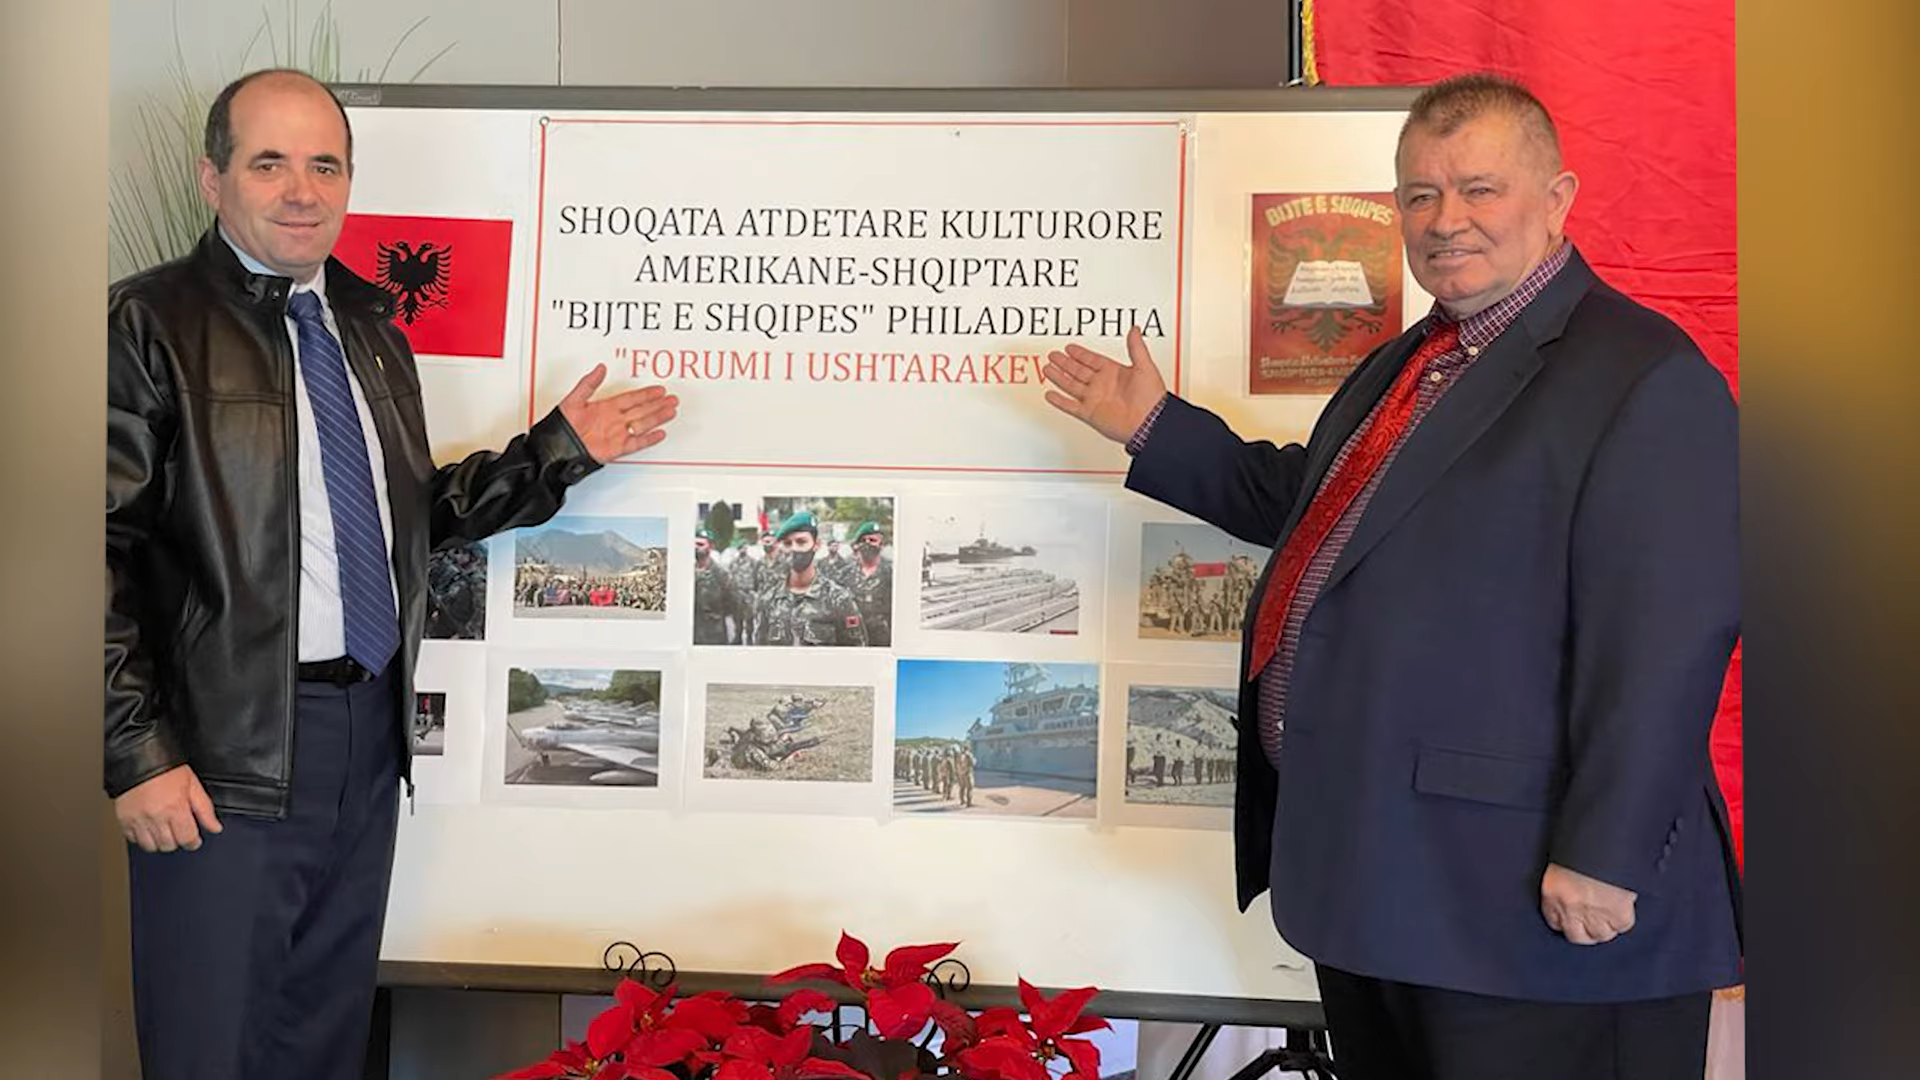 SHOQATA ATDETARE KULTURORE
AMERIKANE-SHQIPTARE
"BIJTE E SHQIPES" PHILADELPHIA
"FORUMI I USHTARAKEV
BIJTE E SHQIPES